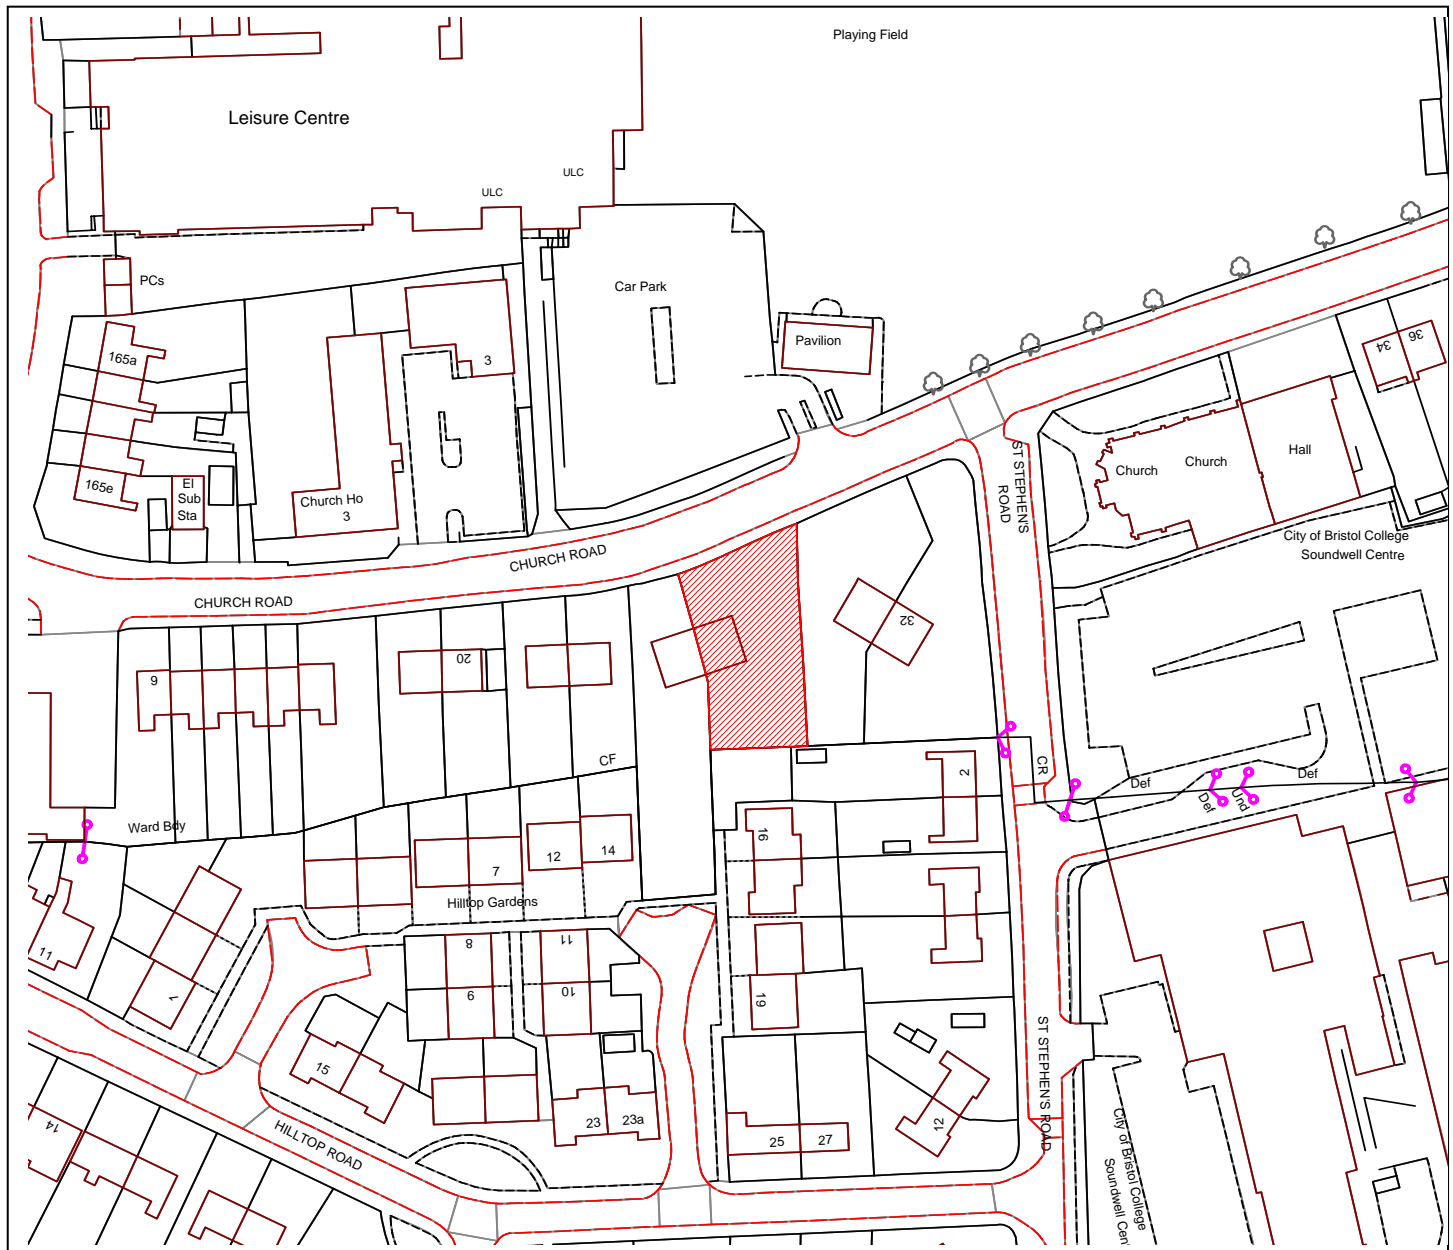 Playing Field
Leisure Centre
ULC
ULC
PCs
Car Park
Pavilion
165a
3
34
36
165e
El
Sub
Sta
Church Ho
3
ST STEPHEN'S
ROAD
Church
Church
Hall
City of Bristol College
Soundwell Centre
CHURCH ROAD
CHURCH ROAD
32
20
9
CF
2
CR
Def
Def
Def
Und
Ward Bdy
16
7
12
14
Hilltop Gardens
11
8
11
7
9
10
19
15
ST STEPHEN'S ROAD
14
HILLTOP ROAD
23
23a
25
27
12
City of Bristol College
Soundwell Cent